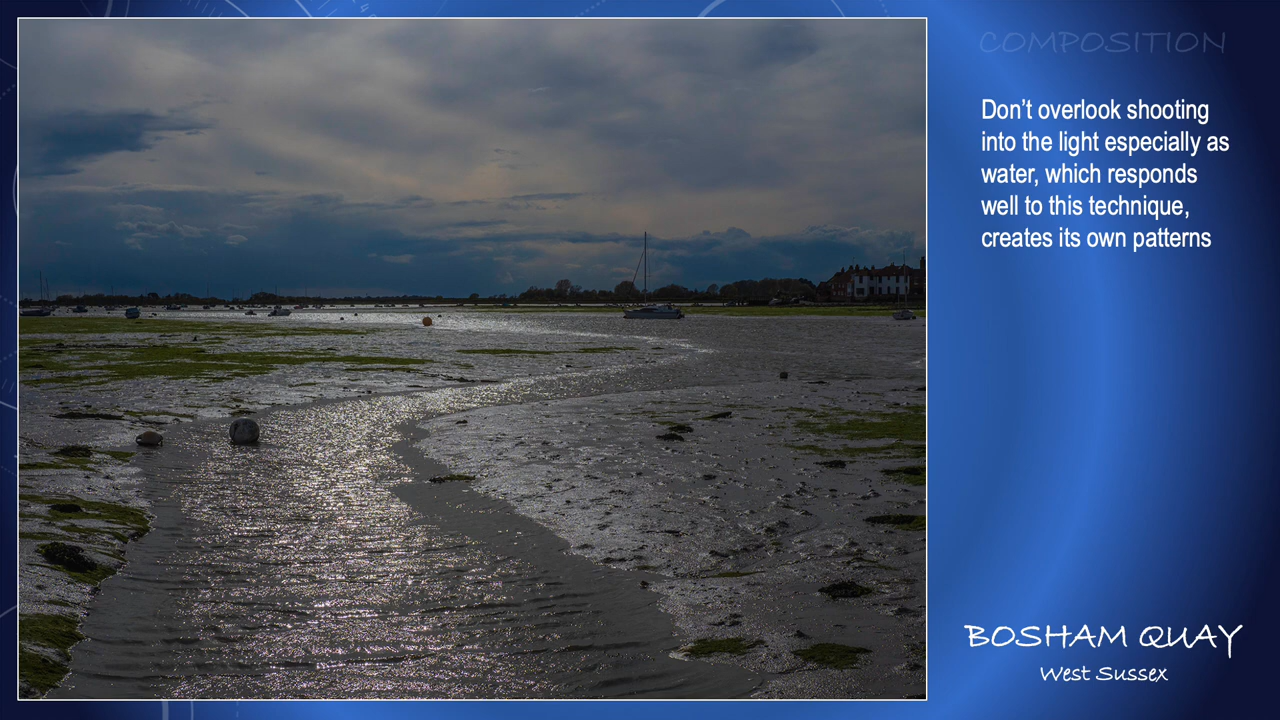 COMPOSITION
Don't overlook shooting
into the light especially as
water, which responds
well to this technique,
creates its own patterns
BOSHAM QUAY
West Sussex